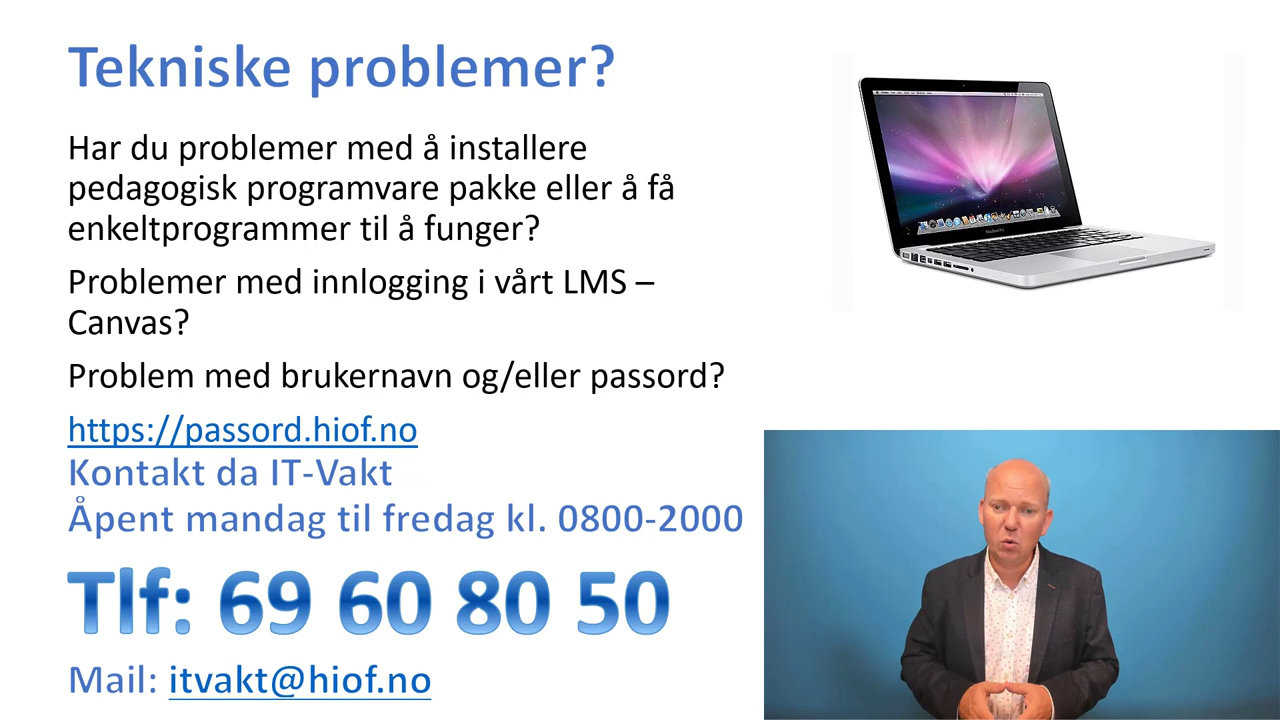 Tekniske problemer?
Har du problemer med å installere
pedagogisk programvare pakke eller å få
enkeltprogrammer til å funger?
Problemer med innlogging i vårt LMS –
Canvas?
Problem med brukernavn og/eller passord?
https://passord.hiof.no
Kontakt da IT-Vakt
Åpent mandag til fredag kl. 0800-2000
Tlf: 69 60 80 50
Mail: itvakt@hiof.no